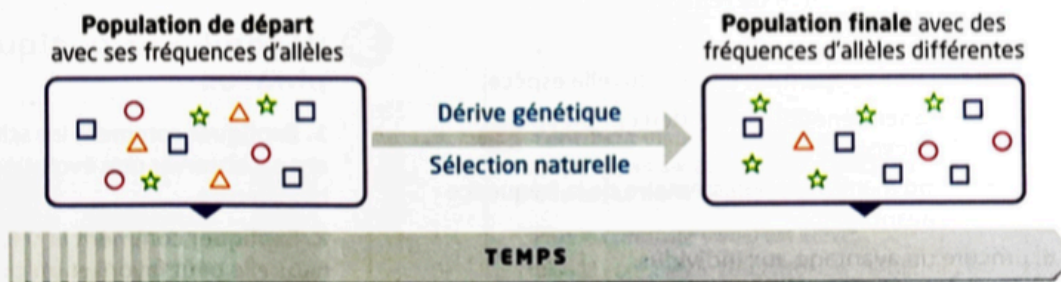 Population de départ
avec ses fréquences d'allèles
Population finale avec des
fréquences d'allèles différentes
Dérive génétique
Sélection naturelle
TEMPS